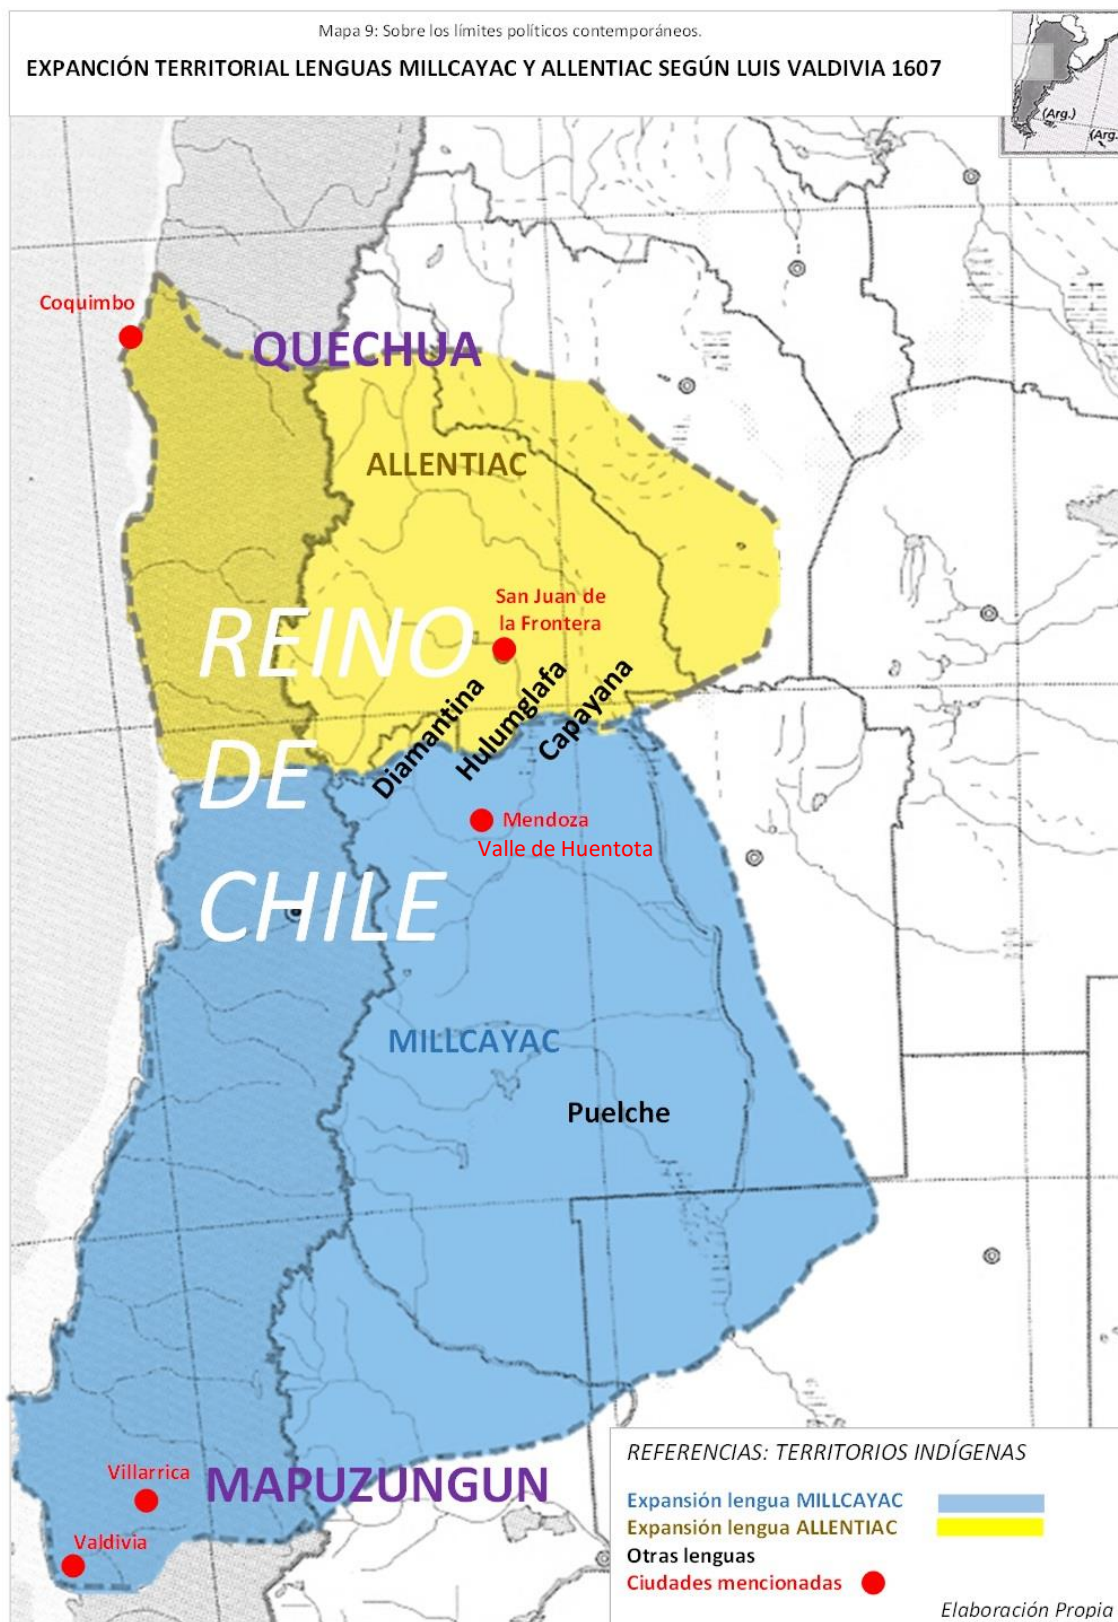 Mapa 9: Sobre los límites políticos contemporáneos.
EXPANCIÓN TERRITORIAL LENGUAS MILLCAYAC Y ALLENTIAC SEGÚN LUIS VALDIVIA 1607
(Arg.)
(Arg.
Coquimbo
QUECHUA
ALLENTIAC
San Juan de
la Frontera
REINO
DE
CHILE
Diamantina
Hulumglafa
Capayana
Mendoza
Valle de Huentota
MILLCAYAC
Puelche
Villarrica
MAPUZUNGUN
Valdivia
REFERENCIAS: TERRITORIOS INDÍGENAS
Expansión lengua MILLCAYAC
Expansión lengua ALLENTIAC
Otras lenguas
Ciudades mencionadas
Elaboración Propia